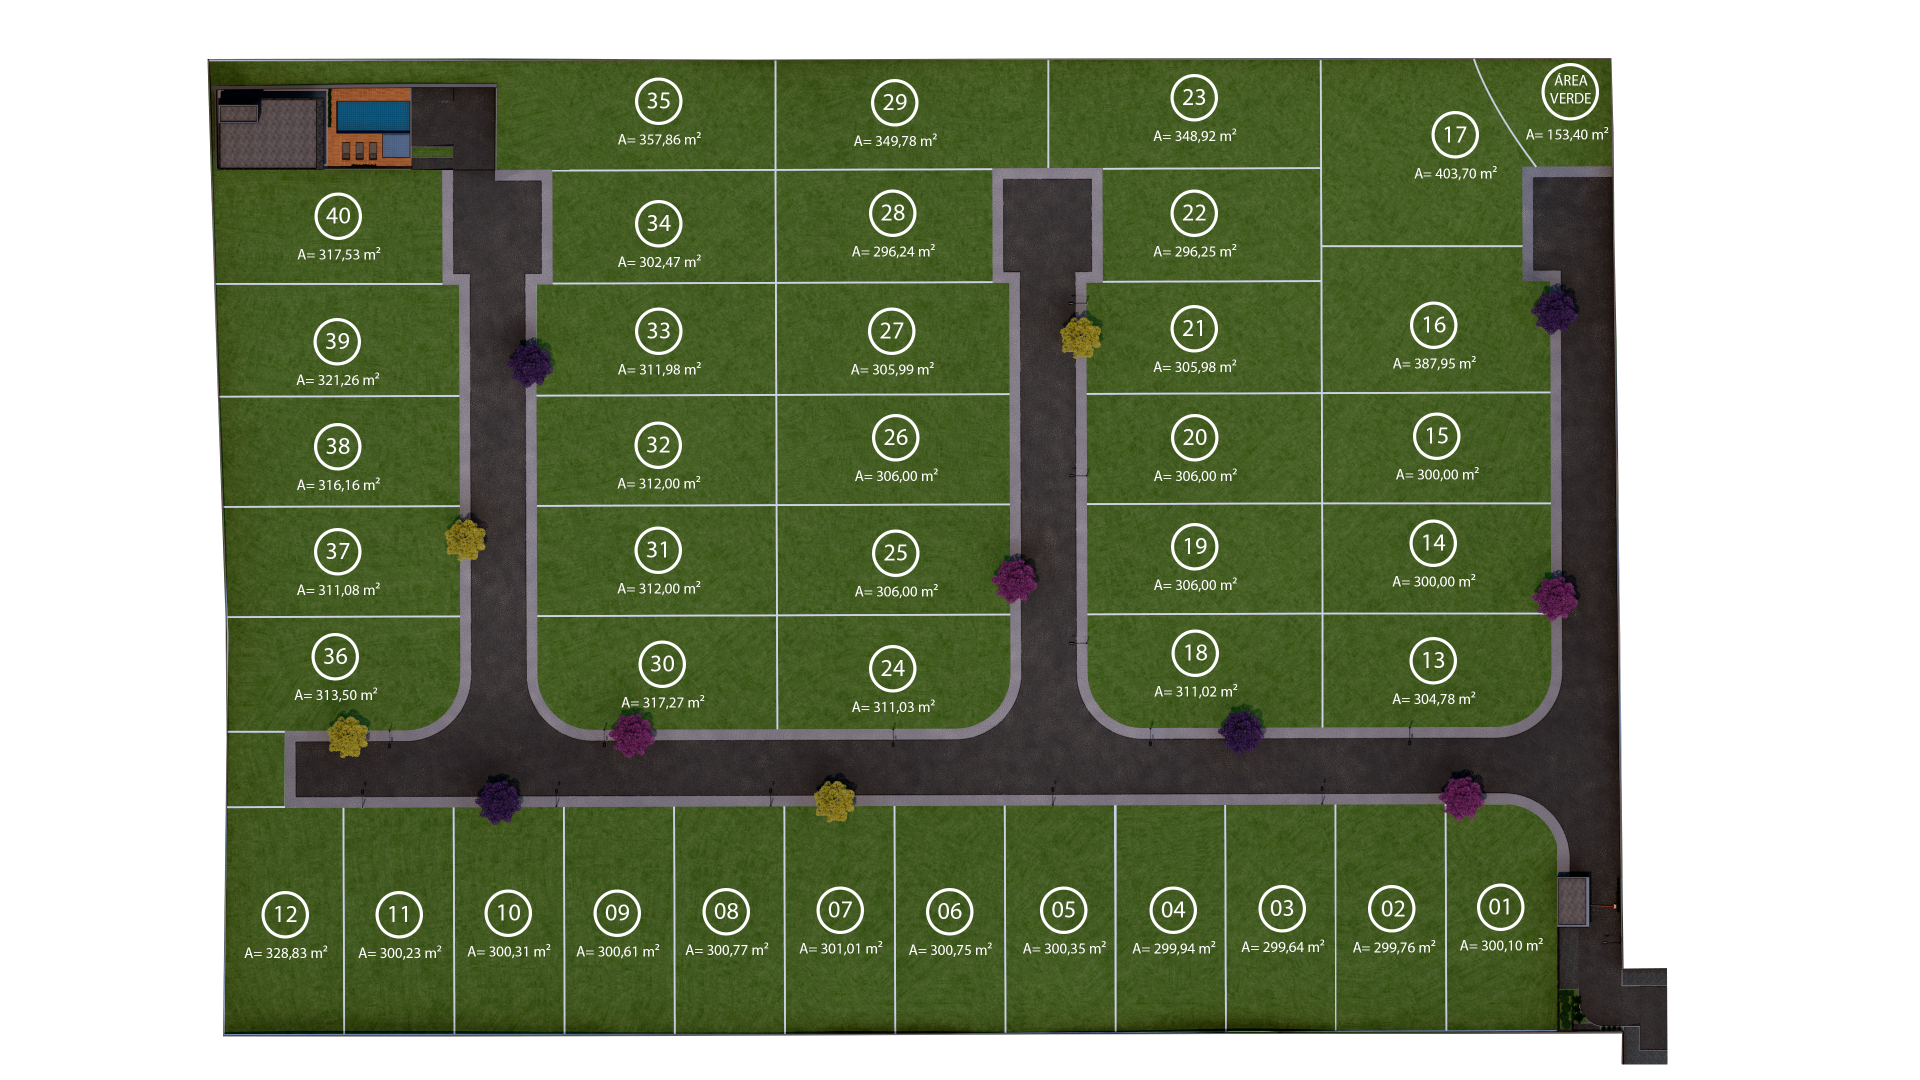 35
A= 357,86 m²
29
A= 349,78 m²
23
A= 348,92 m²
17
A= 403,70 m²
ÁREA
VERDE
A= 153,40 m²
40
A= 317,53 m²
34
A= 302,47 m²
28
A= 296,24 m²
22
A= 296,25 m²
39
A= 321,26 m²
33
A= 311,98 m²
27
A= 305,99 m²
21
A= 305,98 m²
16
A= 387,95 m²
38
A= 316,16 m²
32
A= 312,00 m²
26
A= 306,00 m²
20
A= 306,00 m²
15
A= 300,00 m²
37
A= 311,08 m²
31
A= 312,00 m²
25
A= 306,00 m²
19
A= 306,00 m²
14
A= 300,00 m²
36
A= 313,50 m²
30
A= 317,27 m²
24
A= 311,03 m²
18
A= 311,02 m²
13
A= 304,78 m²
12
A= 328,83 m²
11
A= 300,23 m²
10
A= 300,31 m²
09
A= 300,61 m²
08
A= 300,77 m²
07
A= 301,01 m²
06
A= 300,75 m²
05
A= 300,35 m²
04
A= 299,94 m²
03
A= 299,64 m²
02
A= 299,76 m²
01
A= 300,10 m²